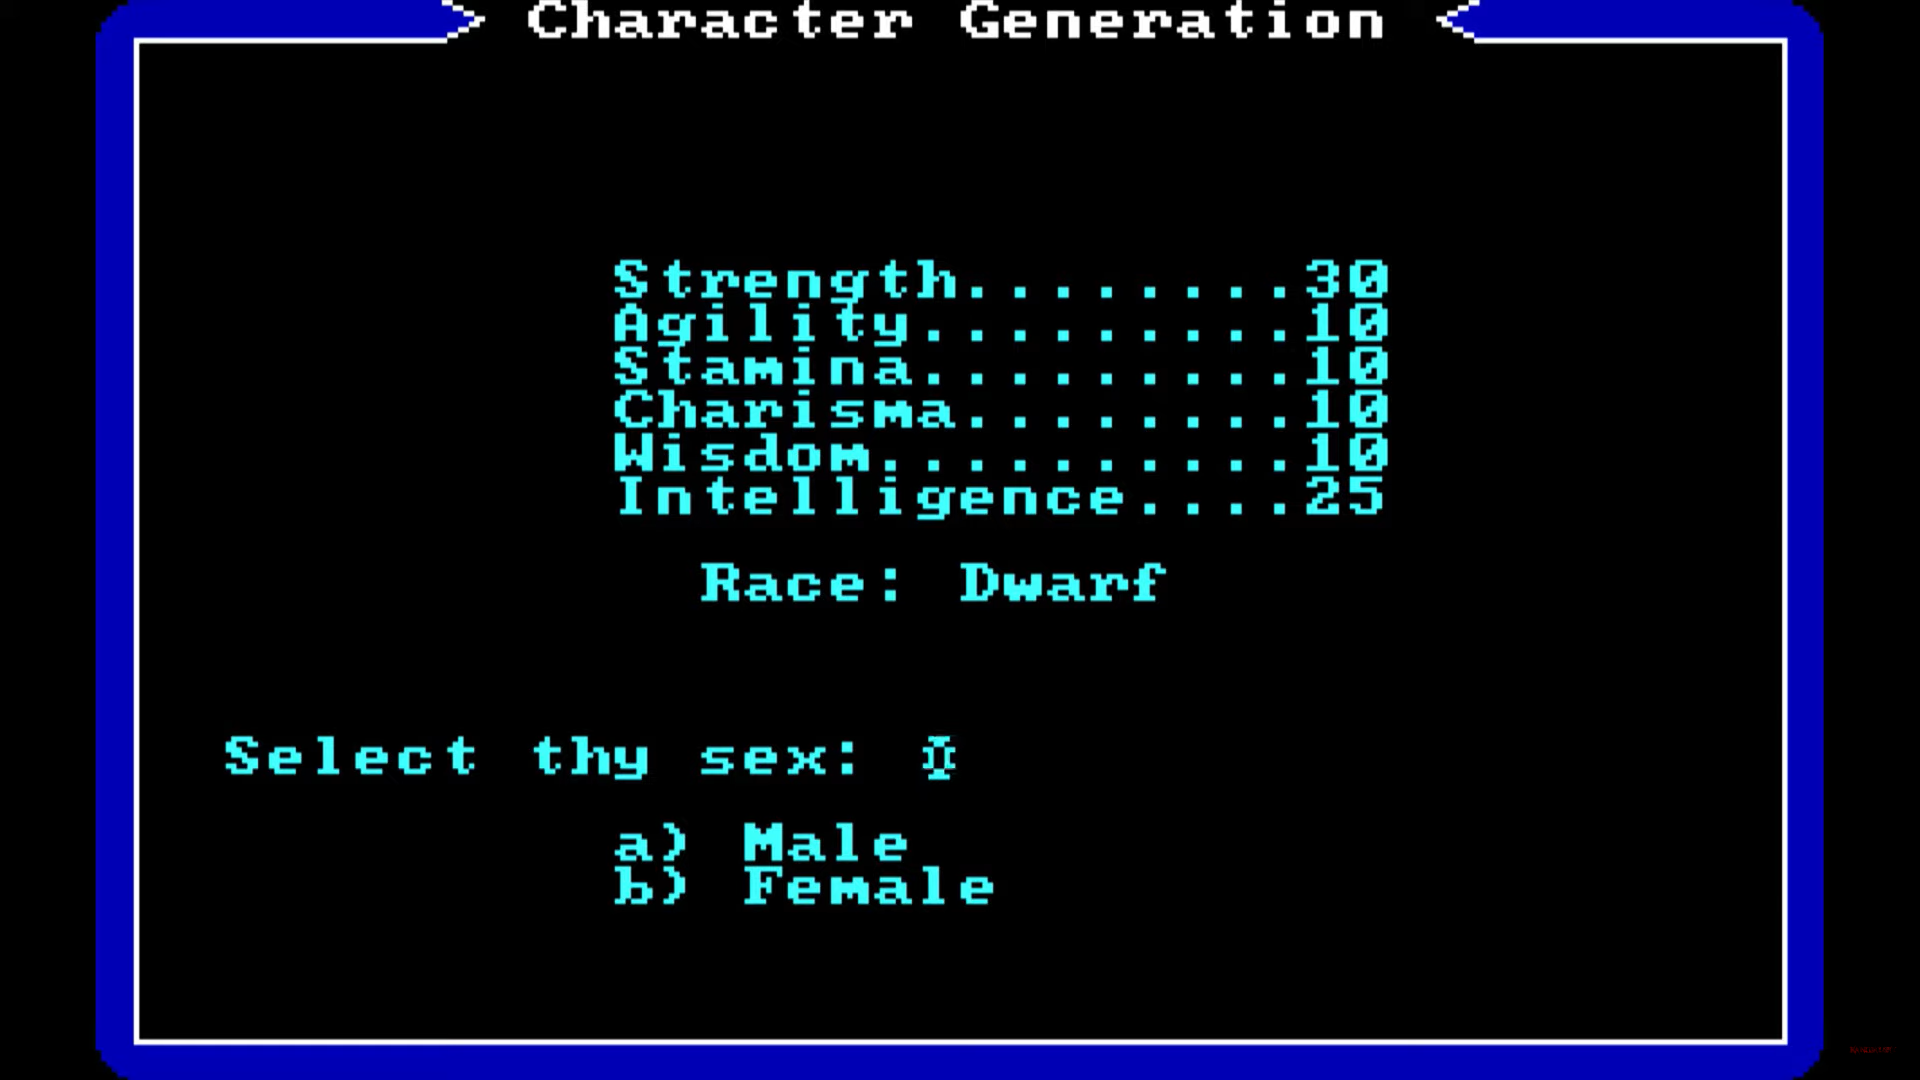 Character Generation
Strength........30
Agility.........10
Stamina.........10
Charisma........10
Wisdom..........10
Intelligence....25
Race: Dwarf
Select thy sex:
a) Male
b) Female